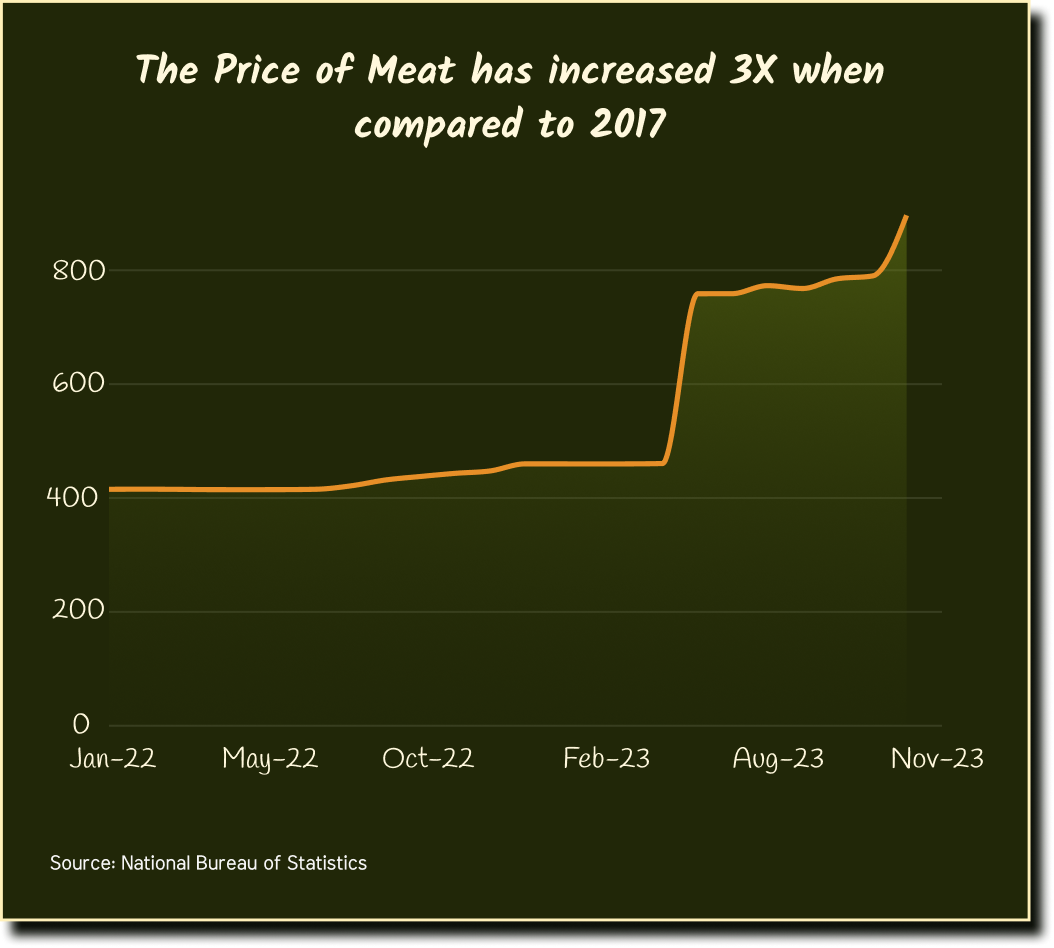 The Price of Meat has increased 3X when
compared to 2017
800
600
400
200
0
Jan-22 May-22 Oct-22 Feb-23 Aug-23 Nov-23
Source: National Bureau of Statistics